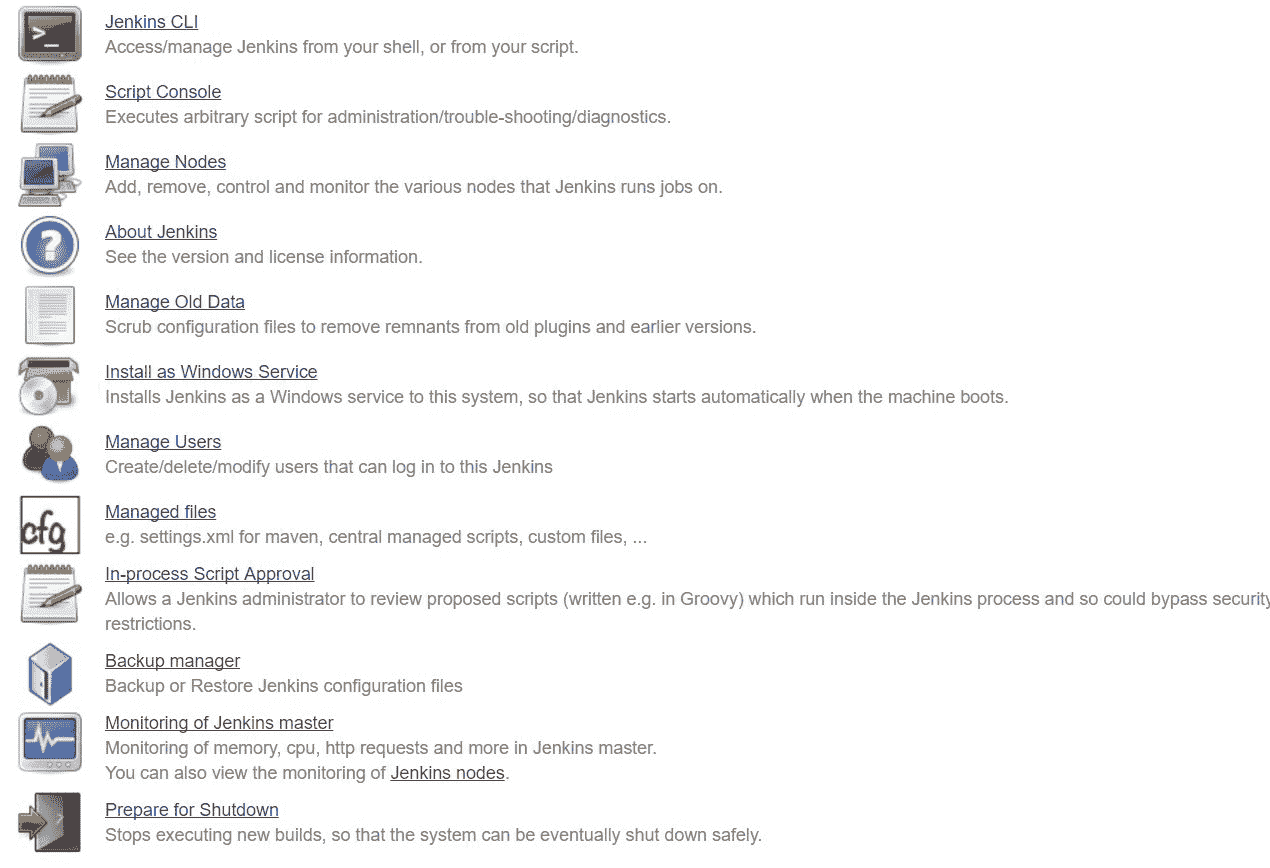 Jenkins CLI
Access/manage Jenkins from your shell, or from your script.
Script Console
Executes arbitrary script for administration/trouble-shooting/diagnostics.
Manage Nodes
Add, remove, control and monitor the various nodes that Jenkins runs jobs on.
About Jenkins
See the version and license information.
Manage Old Data
Scrub configuration files to remove remnants from old plugins and earlier versions.
Install as Windows Service
Installs Jenkins as a Windows service to this system, so that Jenkins starts automatically when the machine boots.
Manage Users
Create/delete/modify users that can log in to this Jenkins
cfg
Managed files
e.g. settings.xml for maven, central managed scripts, custom files, ...
In-process Script Approval
Allows a Jenkins administrator to review proposed scripts (written e.g. in Groovy) which run inside the Jenkins process and so could bypass security
restrictions.
Backup manager
Backup or Restore Jenkins configuration files
Monitoring of Jenkins master
Monitoring of memory, cpu, http requests and more in Jenkins master.
You can also view the monitoring of Jenkins nodes.
Prepare for Shutdown
Stops executing new builds, so that the system can be eventually shut down safely.